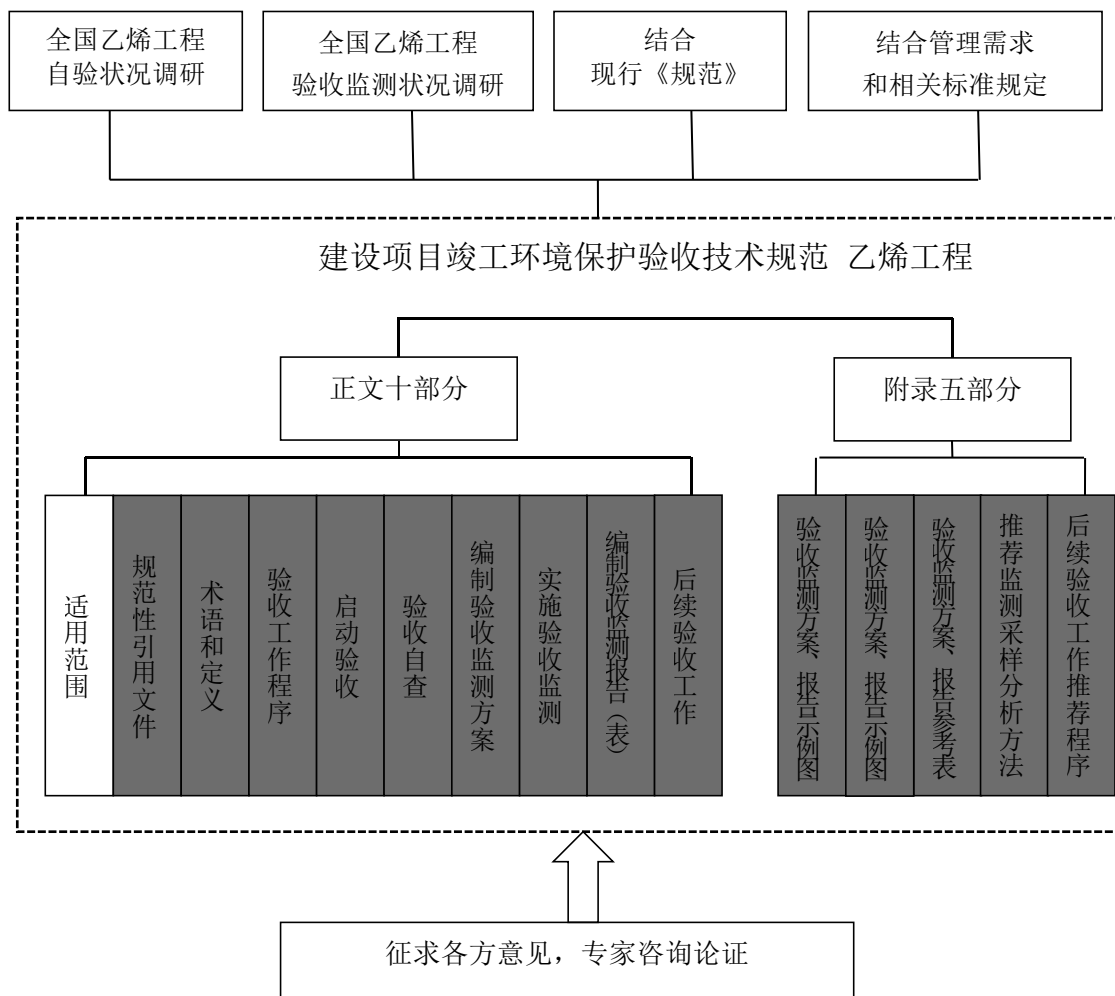 全国乙烯工程
自验状况调研
全国乙烯工程
验收监测状况调研
结合
现行《规范》
结合管理需求
和相关标准规定
建设项目竣工环境保护验收技术规范 乙烯工程
正文十部分
附录五部分
适用范围
规范性引用文件
术语和定义
验收工作程序
启动验收
验收自查
编制验收监测方案
实施验收监测
编制验收监测报告(表)
后续验收工作
验收监测方案、报告示例图
验收监测方案、报告示例图
验收监测方案、报告参考表
推荐监测采样分析方法
后续验收工作推荐程序
征求各方意见，专家咨询论证